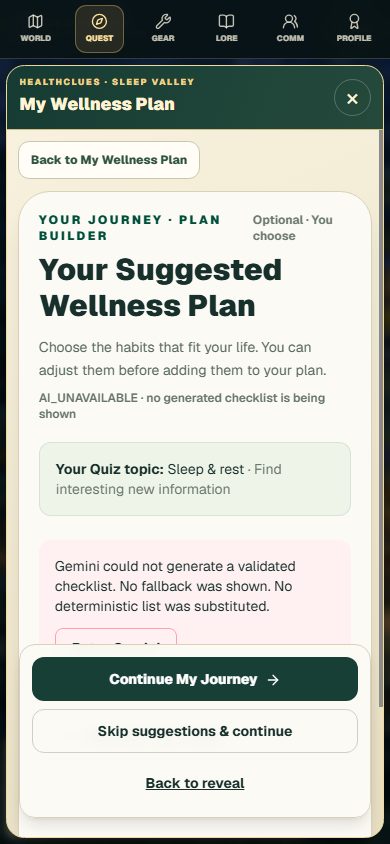 WORLD
QUEST
GEAR
LORE
COMM
PROFILE
HEALTHCLUES · SLEEP VALLEY
My Wellness Plan
Back to My Wellness Plan
YOUR JOURNEY · PLAN
BUILDER
Optional · You
choose
Your Suggested
Wellness Plan
Choose the habits that fit your life. You can
adjust them before adding them to your plan.
AI_UNAVAILABLE · no generated checklist is being
shown
Your Quiz topic: Sleep & rest · Find
interesting new information
Gemini could not generate a validated
checklist. No fallback was shown. No
deterministic list was substituted.
Continue My Journey →
Skip suggestions & continue
Back to reveal